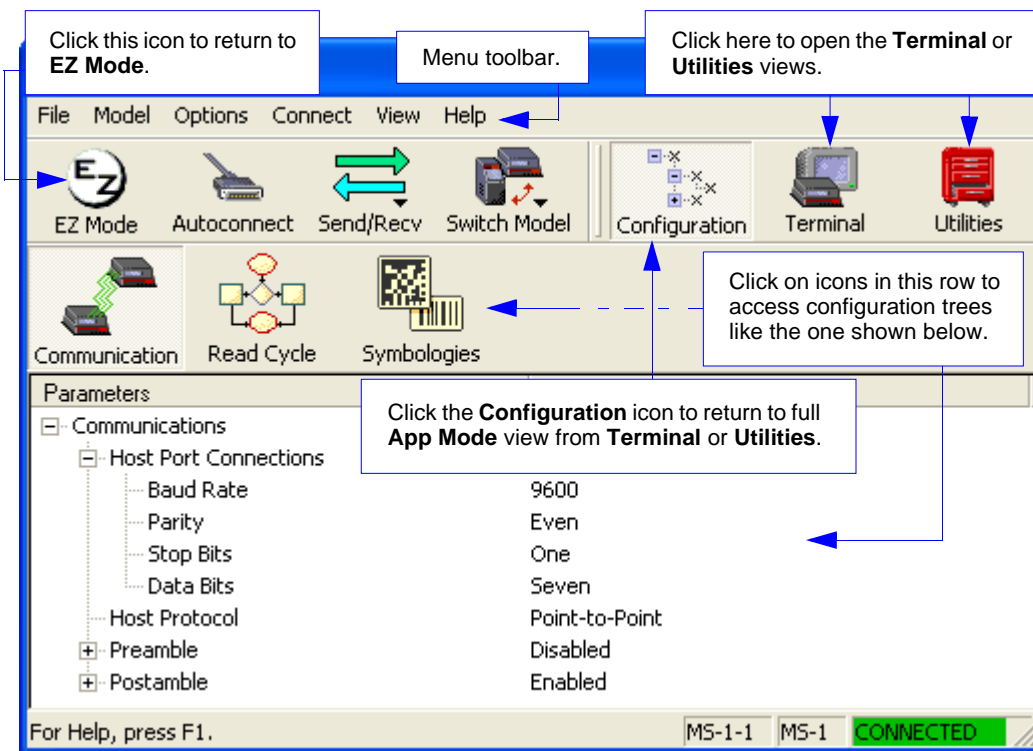 Click this icon to return to
EZ Mode.
Menu toolbar.
Click here to open the Terminal or
Utilities views.
File Model Options Connect View Help
EZ
EZ Mode Autoconnect Send/Recv Switch Model Configuration Terminal Utilities
Click on icons in this row to
access configuration trees
like the one shown below.
Communication Read Cycle Symbologies
Parameters
Click the Configuration icon to return to full
App Mode view from Terminal or Utilities.
Communications
Host Port Connections
Baud Rate 9600
Parity Even
Stop Bits One
Data Bits Seven
Host Protocol Point-to-Point
Preamble Disabled
Postamble Enabled
For Help, press F1. MS-1-1 MS-1 CONNECTED